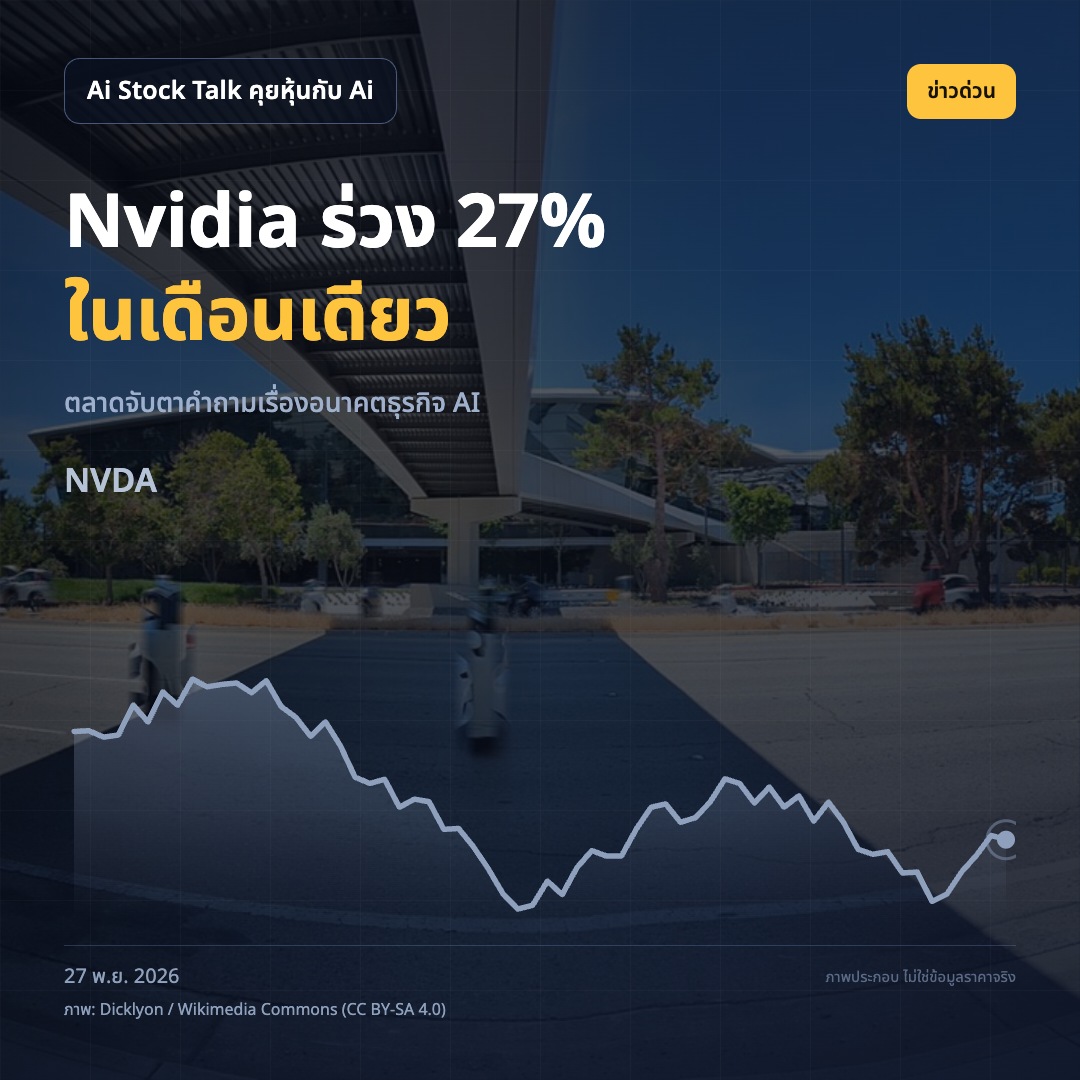 Ai Stock Talk คุยหุ้นกับ Ai
ข่าวด่วน
Nvidia ร่วง 27%
ในเดือนเดียว
ตลาดจับตาคำถามเรื่องอนาคตธุรกิจ AI
NVDA
27 พ.ย. 2026
ภาพประกอบ ไม่ใช่ข้อมูลราคาจริง
ภาพ: Dicklyon / Wikimedia Commons (CC BY-SA 4.0)